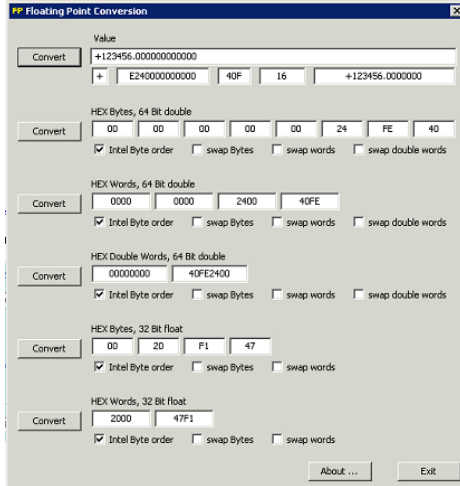 FP Floating Point Conversion
Value
Convert +123456.000000000000
+ E240000000000 40F 16 +123456.0000000
HEX Bytes, 64 Bit double
Convert 00 00 00 00 00 24 FE 40
Intel Byte order swap Bytes swap words swap double words
HEX Words, 64 Bit double
Convert 0000 0000 2400 40FE
Intel Byte order swap Bytes swap words swap double words
HEX Double Words, 64 Bit double
Convert 00000000 40FE2400
Intel Byte order swap Bytes swap words swap double words
HEX Bytes, 32 Bit float
Convert 00 20 F1 47
Intel Byte order swap Bytes swap words
HEX Words, 32 Bit float
Convert 2000 47F1
Intel Byte order swap Bytes swap words
About ... Exit